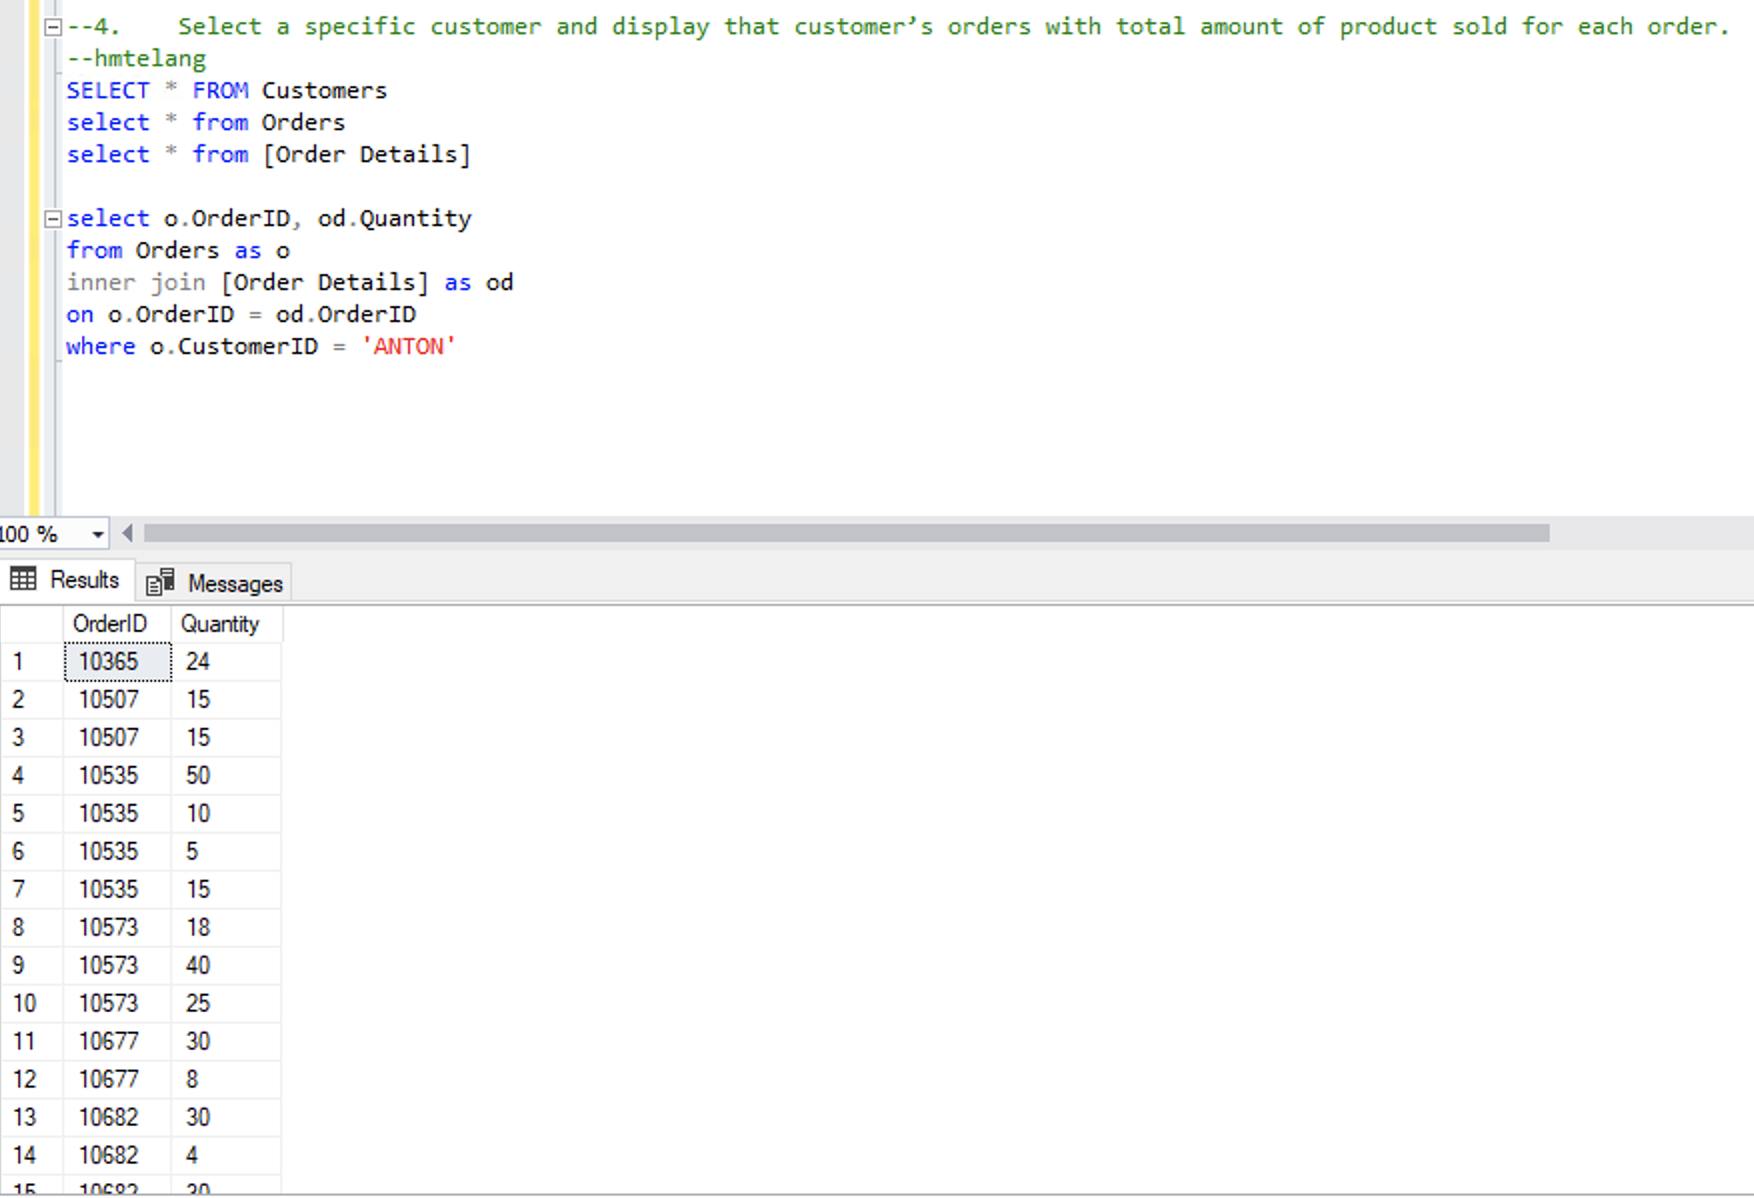 --4.    Select a specific customer and display that customer’s orders with total amount of product sold for each order.
--hmtelang
SELECT * FROM Customers
select * from Orders
select * from [Order Details]
select o.OrderID, od.Quantity
from Orders as o
inner join [Order Details] as od
on o.OrderID = od.OrderID
where o.CustomerID = 'ANTON'
100 %
Results Messages
OrderID Quantity
1 10365 24
2 10507 15
3 10507 15
4 10535 50
5 10535 10
6 10535 5
7 10535 15
8 10573 18
9 10573 40
10 10573 25
11 10677 30
12 10677 8
13 10682 30
14 10682 4
15 10682 30